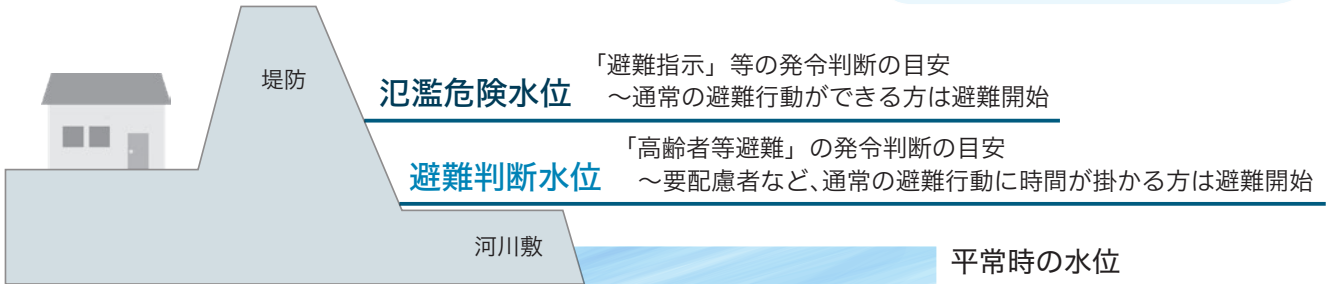 「避難指示」等の発令判断の目安
堤防
氾濫危険水位
～通常の避難行動ができる方は避難開始
「高齢者等避難」の発令判断の目安
避難判断水位
～要配慮者など、通常の避難行動に時間が掛かる方は避難開始
河川敷
平常時の水位